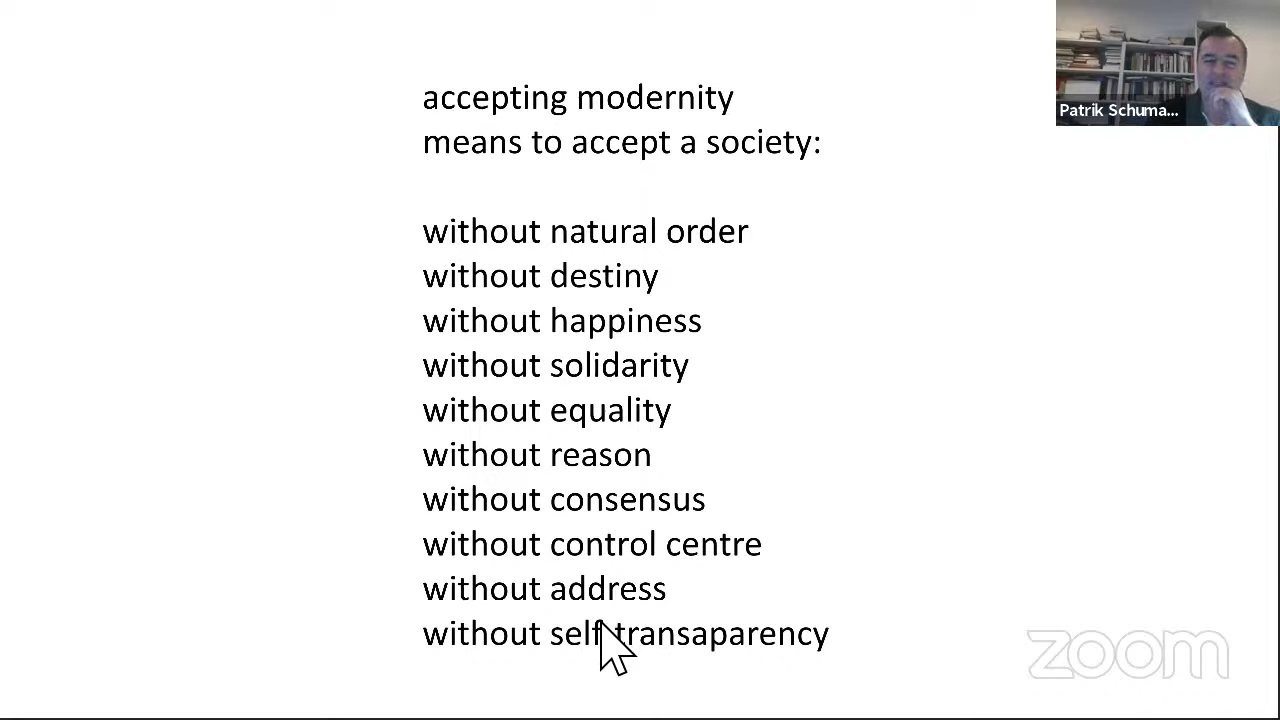 accepting modernity
means to accept a society:
without natural order
without destiny
without happiness
without solidarity
without equality
without reason
without consensus
without control centre
without address
without self transaparency
Patrik Schuma...
zoom